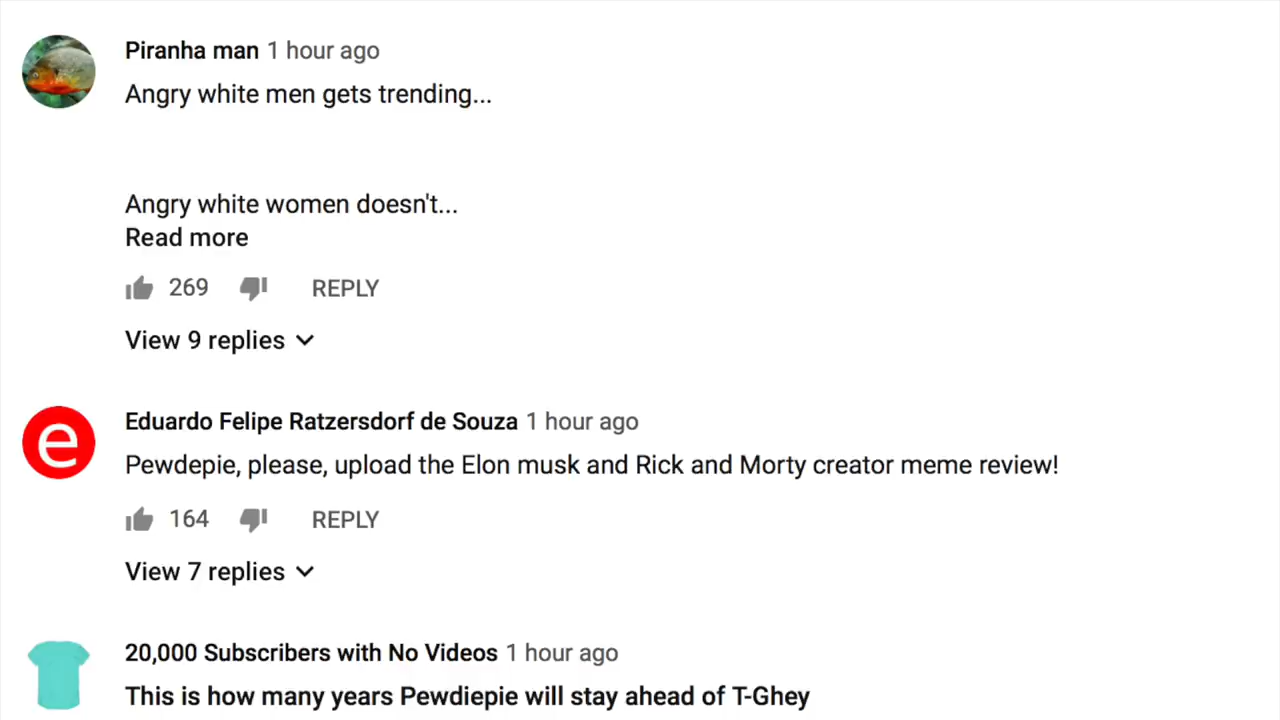 Piranha man 1 hour ago
Angry white men gets trending...
Angry white women doesn't...
Read more
269 REPLY
View 9 replies
e
Eduardo Felipe Ratzersdorf de Souza 1 hour ago
Pewdepie, please, upload the Elon musk and Rick and Morty creator meme review!
164 REPLY
View 7 replies
20,000 Subscribers with No Videos 1 hour ago
This is how many years Pewdiepie will stay ahead of T-Ghey